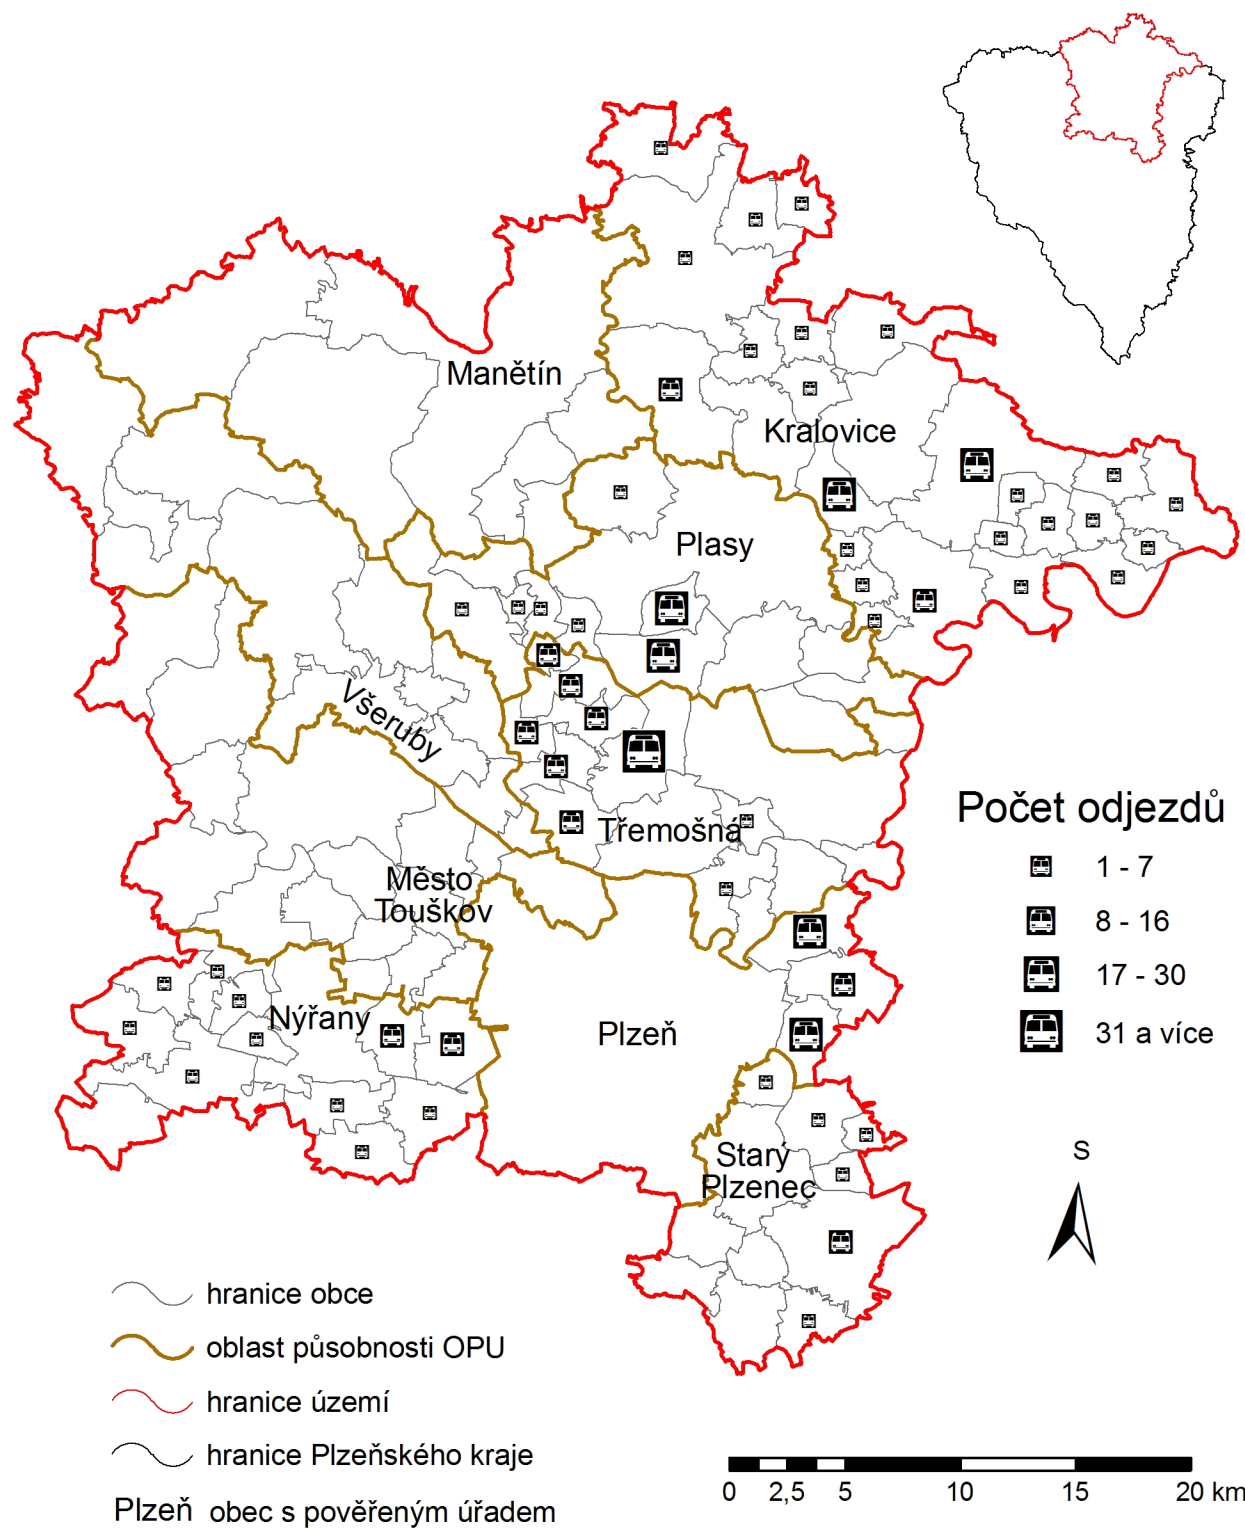 Manětín
Kralovice
Plasy
Všeruby
Počet odjezdů
Třemošná
1 - 7
Město
Touškov
8 - 16
17 - 30
Nýřany
Plzeň
31 a více
Starý
Plzenec
S
hranice obce
oblast působnosti OPU
hranice území
hranice Plzeňského kraje
Plzeň obec s pověřeným úřadem
0 2,5 5 10 15 20 km